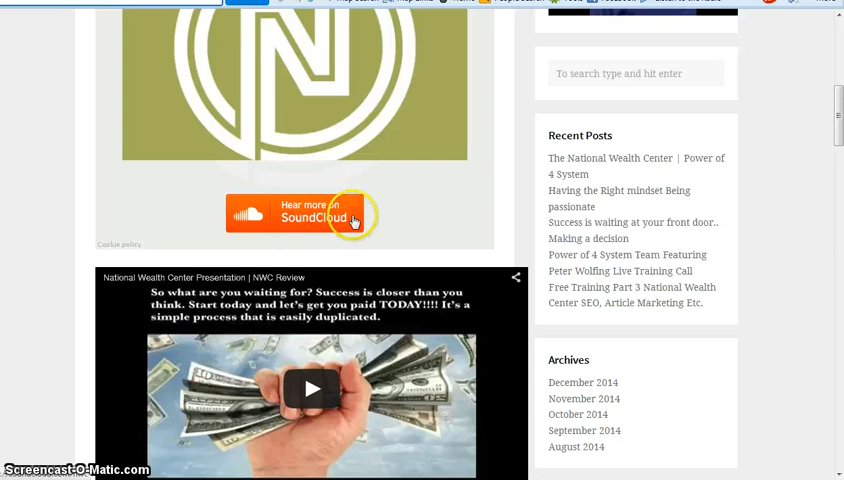 Hear more on
SoundCloud
Cookie policy
National Wealth Center Presentation | NWC Review
So what are you waiting for? Success is closer than you
think. Start today and let's get you paid TODAY!!!! It's a
simple process that is easily duplicated.
To search type and hit enter
Recent Posts
The National Wealth Center | Power of
4 System
Having the Right mindset Being
passionate
Success is waiting at your front door..
Making a decision
Power of 4 System Team Featuring
Peter Wolfing Live Training Call
Free Training Part 3 National Wealth
Center SEO, Article Marketing Etc.
Archives
December 2014
November 2014
October 2014
September 2014
August 2014
Screencast-O-Matic.com